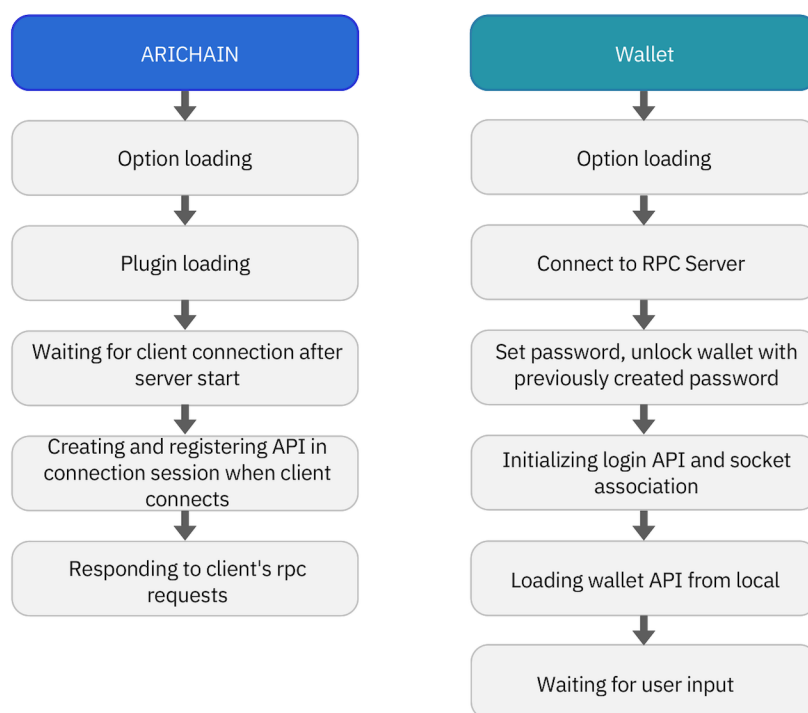 ARICHAIN
Option loading
Plugin loading
Waiting for client connection after
server start
Creating and registering API in
connection session when client
connects
Responding to client's rpc
requests
Wallet
Option loading
Connect to RPC Server
Set password, unlock wallet with
previously created password
Initializing login API and socket
association
Loading wallet API from local
Waiting for user input